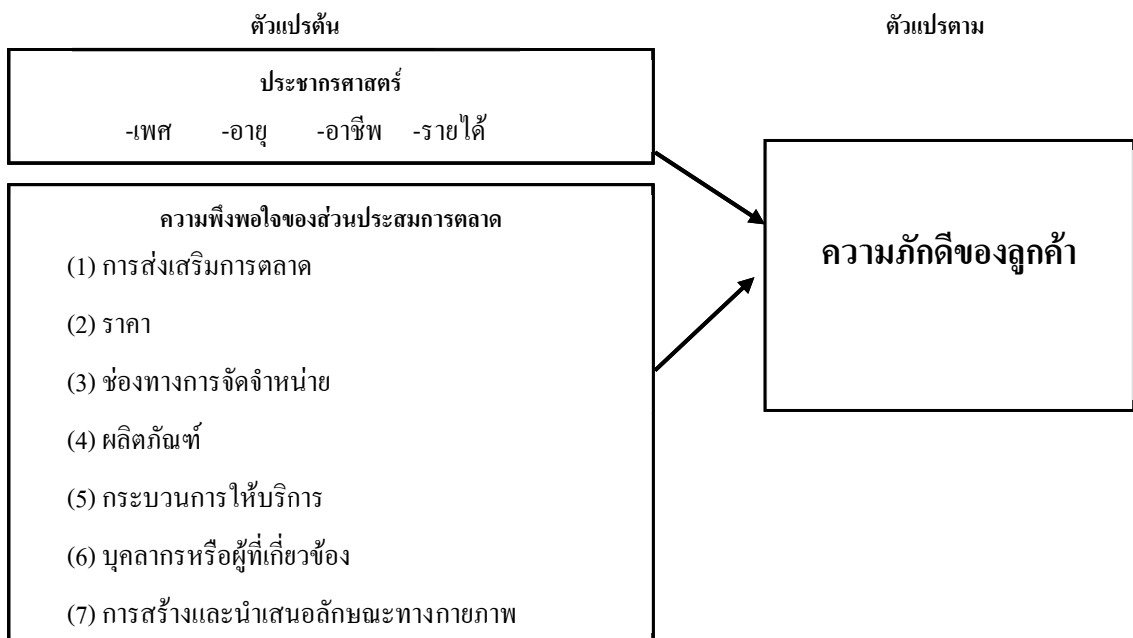 ตัวแปรต้น
ตัวแปรตาม
ประชากรศาสตร์
-เพศ -อายุ -อาชีพ -รายได้
ความพึงพอใจของส่วนประสมการตลาด
(1) การส่งเสริมการตลาด
(2) ราคา
(3) ช่องทางการจัดจำหน่าย
(4) ผลิตภัณฑ์
(5) กระบวนการให้บริการ
(6) บุคลากรหรือผู้ที่เกี่ยวข้อง
(7) การสร้างและนำเสนอลักษณะทางกายภาพ
ความภักดีของลูกค้า